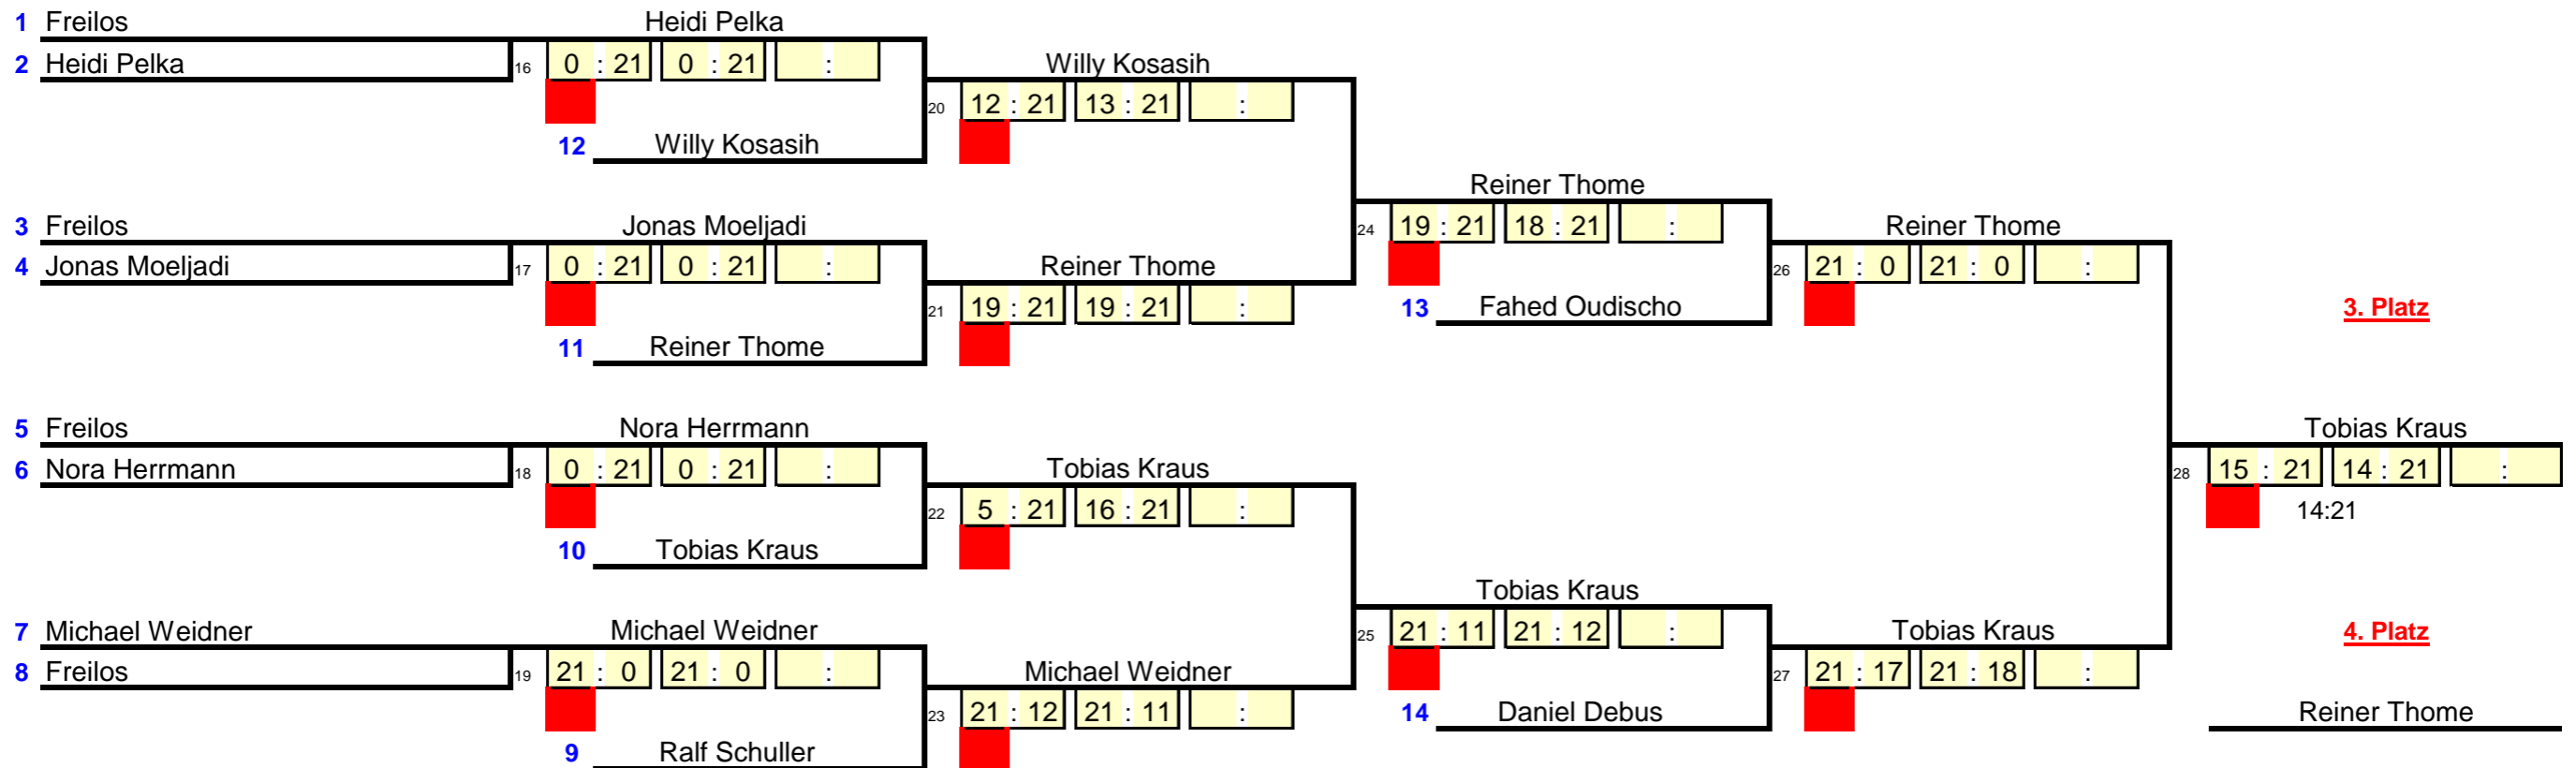 1 Freilos Heidi Pelka
2 Heidi Pelka 16 0 : 21 0 : 21 : Willy Kosasih
20 12 : 21 13 : 21 :
12 Willy Kosasih
Reiner Thome
3 Freilos Jonas Moeljadi 24 19 : 21 18 : 21 : Reiner Thome
4 Jonas Moeljadi 17 0 : 21 0 : 21 : Reiner Thome 26 21 : 0 21 : 0 :
21 19 : 21 19 : 21 : 13 Fahed Oudischo 3. Platz
11 Reiner Thome
5 Freilos Nora Herrmann Tobias Kraus
6 Nora Herrmann 18 0 : 21 0 : 21 : Tobias Kraus 28 15 : 21 14 : 21 :
22 5 : 21 16 : 21 : 14:21
10 Tobias Kraus
Tobias Kraus
7 Michael Weidner Michael Weidner 25 21 : 11 21 : 12 : Tobias Kraus 4. Platz
8 Freilos 19 21 : 0 21 : 0 : Michael Weidner 27 21 : 17 21 : 18 :
23 21 : 12 21 : 11 : 14 Daniel Debus Reiner Thome
9 Ralf Schuller